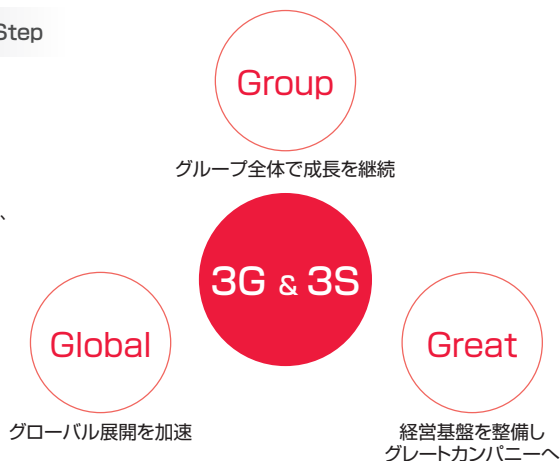 Step
Group
グループ全体で成長を継続
、
3G & 3S
Global
グローバル展開を加速
Great
経営基盤を整備し
グレートカンパニーへ